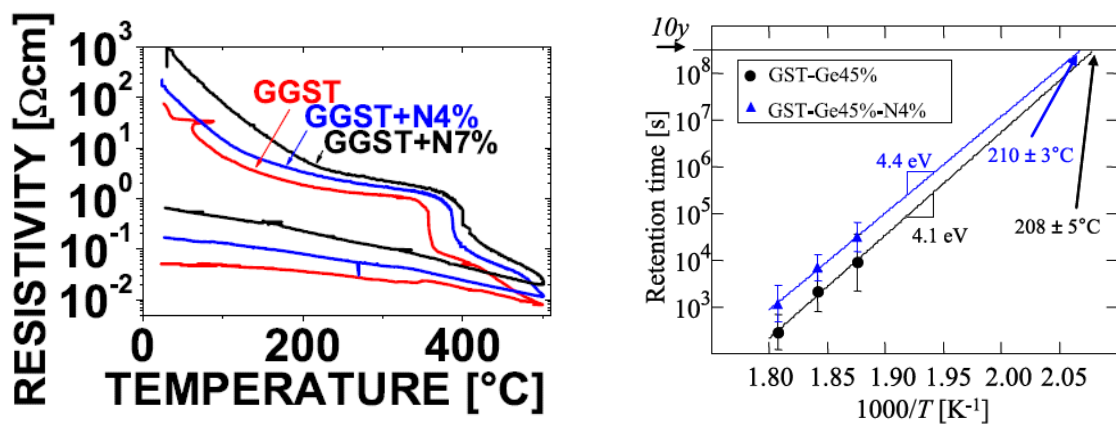 RESISTIVITY [Ωcm]
10³
10²
10¹
10⁰
10⁻¹
10⁻²
GGST
GGST+N4%
GGST+N7%
0
200
400
TEMPERATURE [°C]
10y
Retention time [s]
10⁸
10⁷
10⁶
10⁵
10⁴
10³
GST-Ge45%
GST-Ge45%-N4%
4.4 eV
210 ± 3°C
4.1 eV
208 ± 5°C
1.80 1.85 1.90 1.95 2.00 2.05
1000/T [K⁻¹]